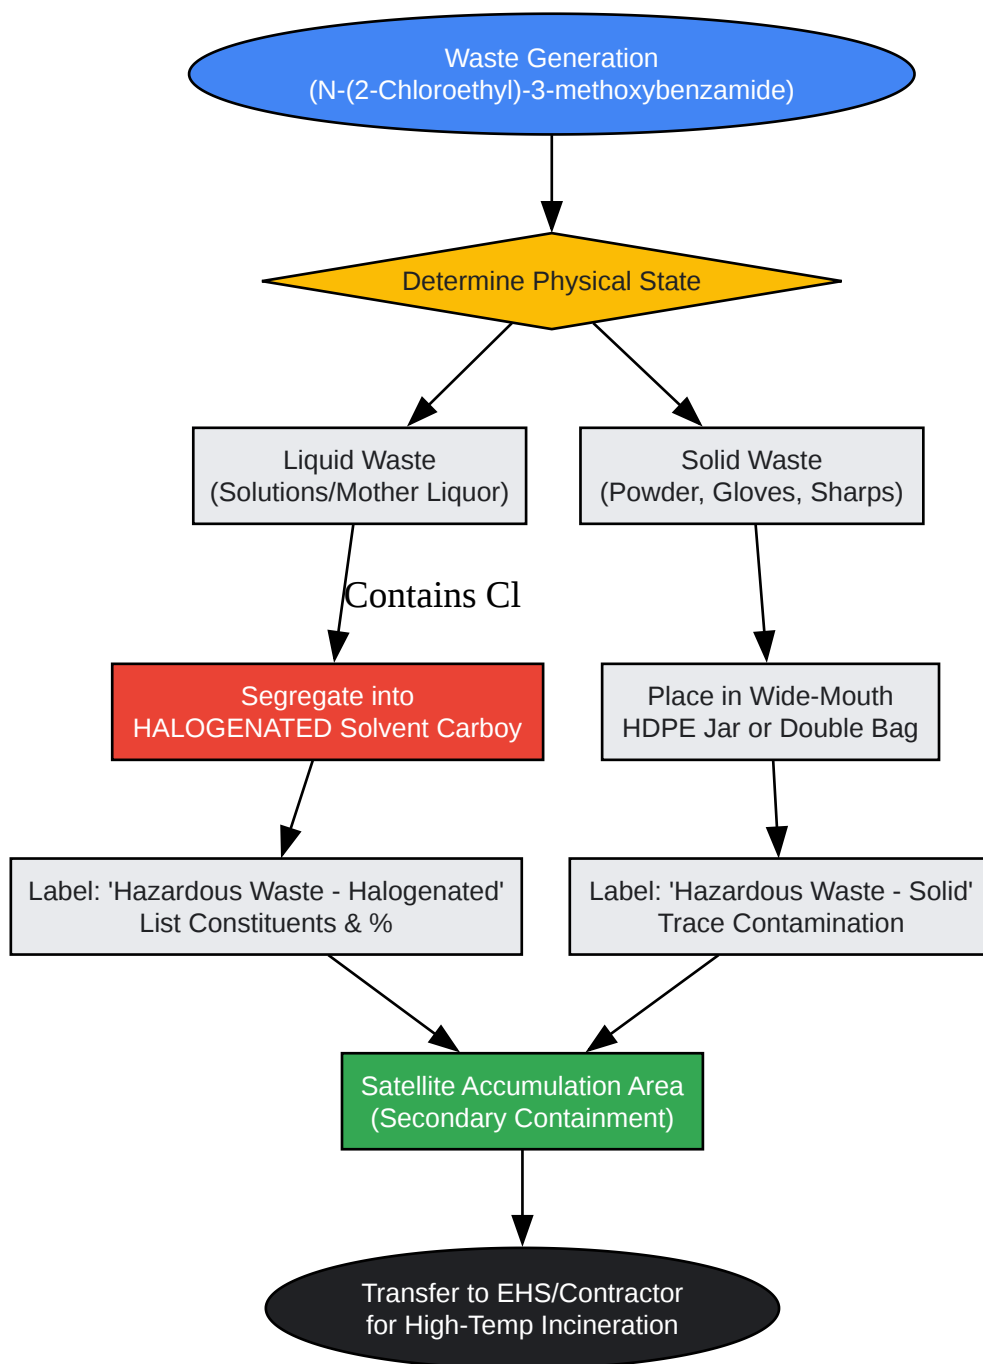 Waste Generation
(N-(2-Chloroethyl)-3-methoxybenzamide)
Determine Physical State
Liquid Waste
(Solutions/Mother Liquor)
Solid Waste
(Powder, Gloves, Sharps)
Contains Cl
Segregate into
HALOGENATED Solvent Carboy
Place in Wide-Mouth
HDPE Jar or Double Bag
Label: 'Hazardous Waste - Halogenated'
List Constituents & %
Label: 'Hazardous Waste - Solid'
Trace Contamination
Satellite Accumulation Area
(Secondary Containment)
Transfer to EHS/Contractor
for High-Temp Incineration